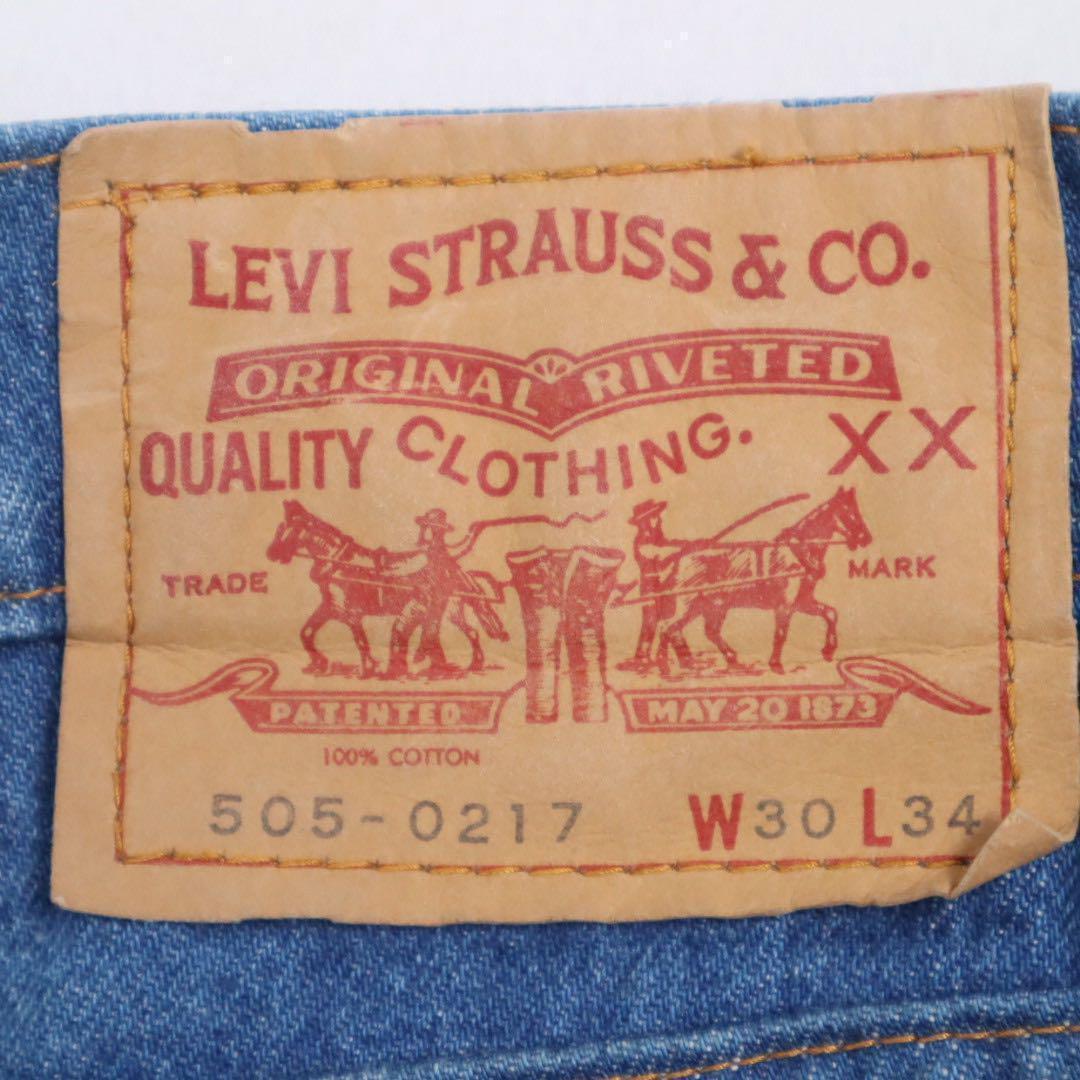 LEVI STRAUSS & CO.
ORIGINAL RIVETED
QUALITY CLOTHING. XX
TRADE MARK
PATENTED MAY 20 1873
100% COTTON
505-0217 W30 L34